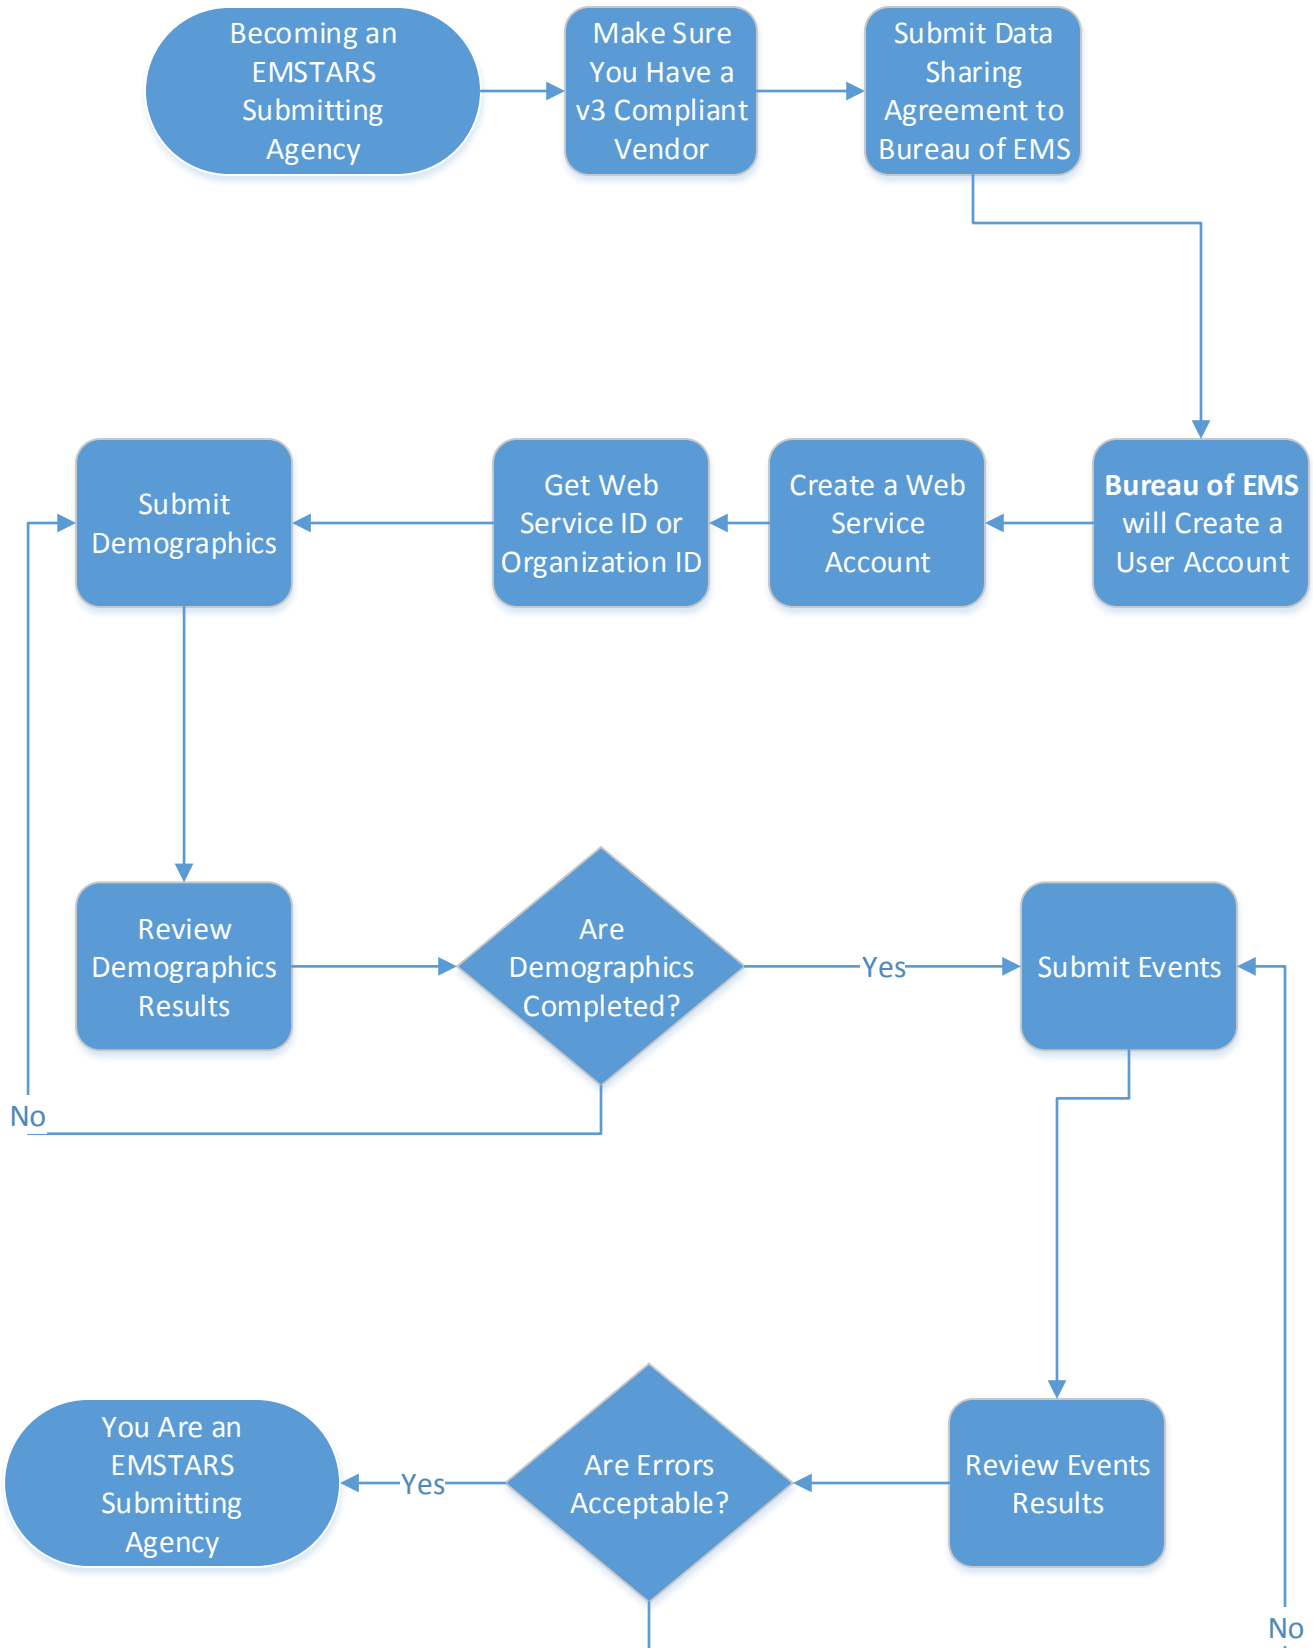 Becoming an
EMSTARS
Submitting
Agency
Make Sure
You Have a
v3 Compliant
Vendor
Submit Data
Sharing
Agreement to
Bureau of EMS
Submit
Demographics
Get Web
Service ID or
Organization ID
Create a Web
Service
Account
Bureau of EMS
will Create a
User Account
Review
Demographics
Results
Are
Demographics
Completed?
Yes
Submit Events
No
You Are an
EMSTARS
Submitting
Agency
Yes
Are Errors
Acceptable?
Review Events
Results
No